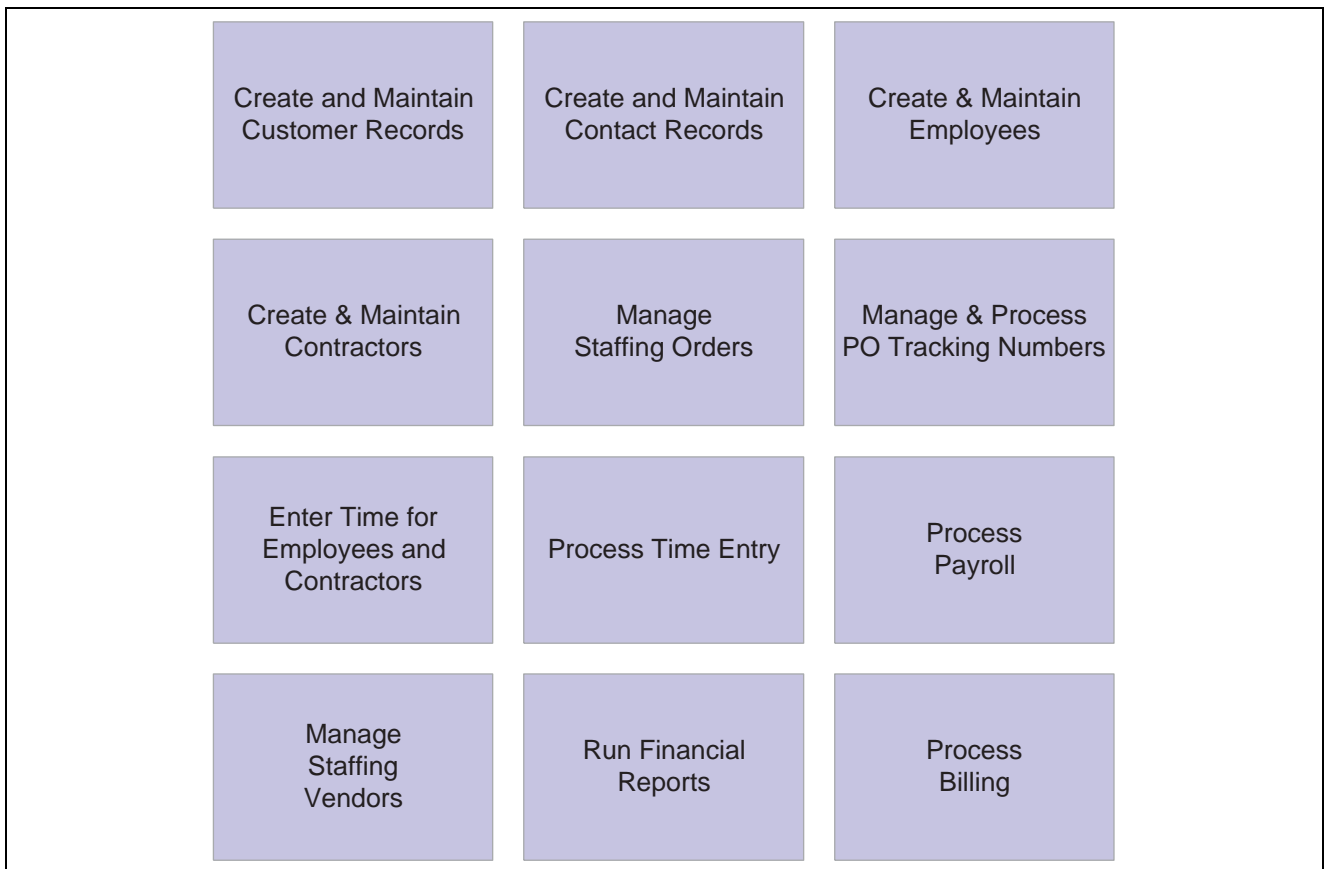 Create and Maintain
Customer Records
Create and Maintain
Contact Records
Create & Maintain
Employees
Create & Maintain
Contractors
Manage
Staffing Orders
Manage & Process
PO Tracking Numbers
Enter Time for
Employees and
Contractors
Process Time Entry
Process
Payroll
Manage
Staffing
Vendors
Run Financial
Reports
Process
Billing